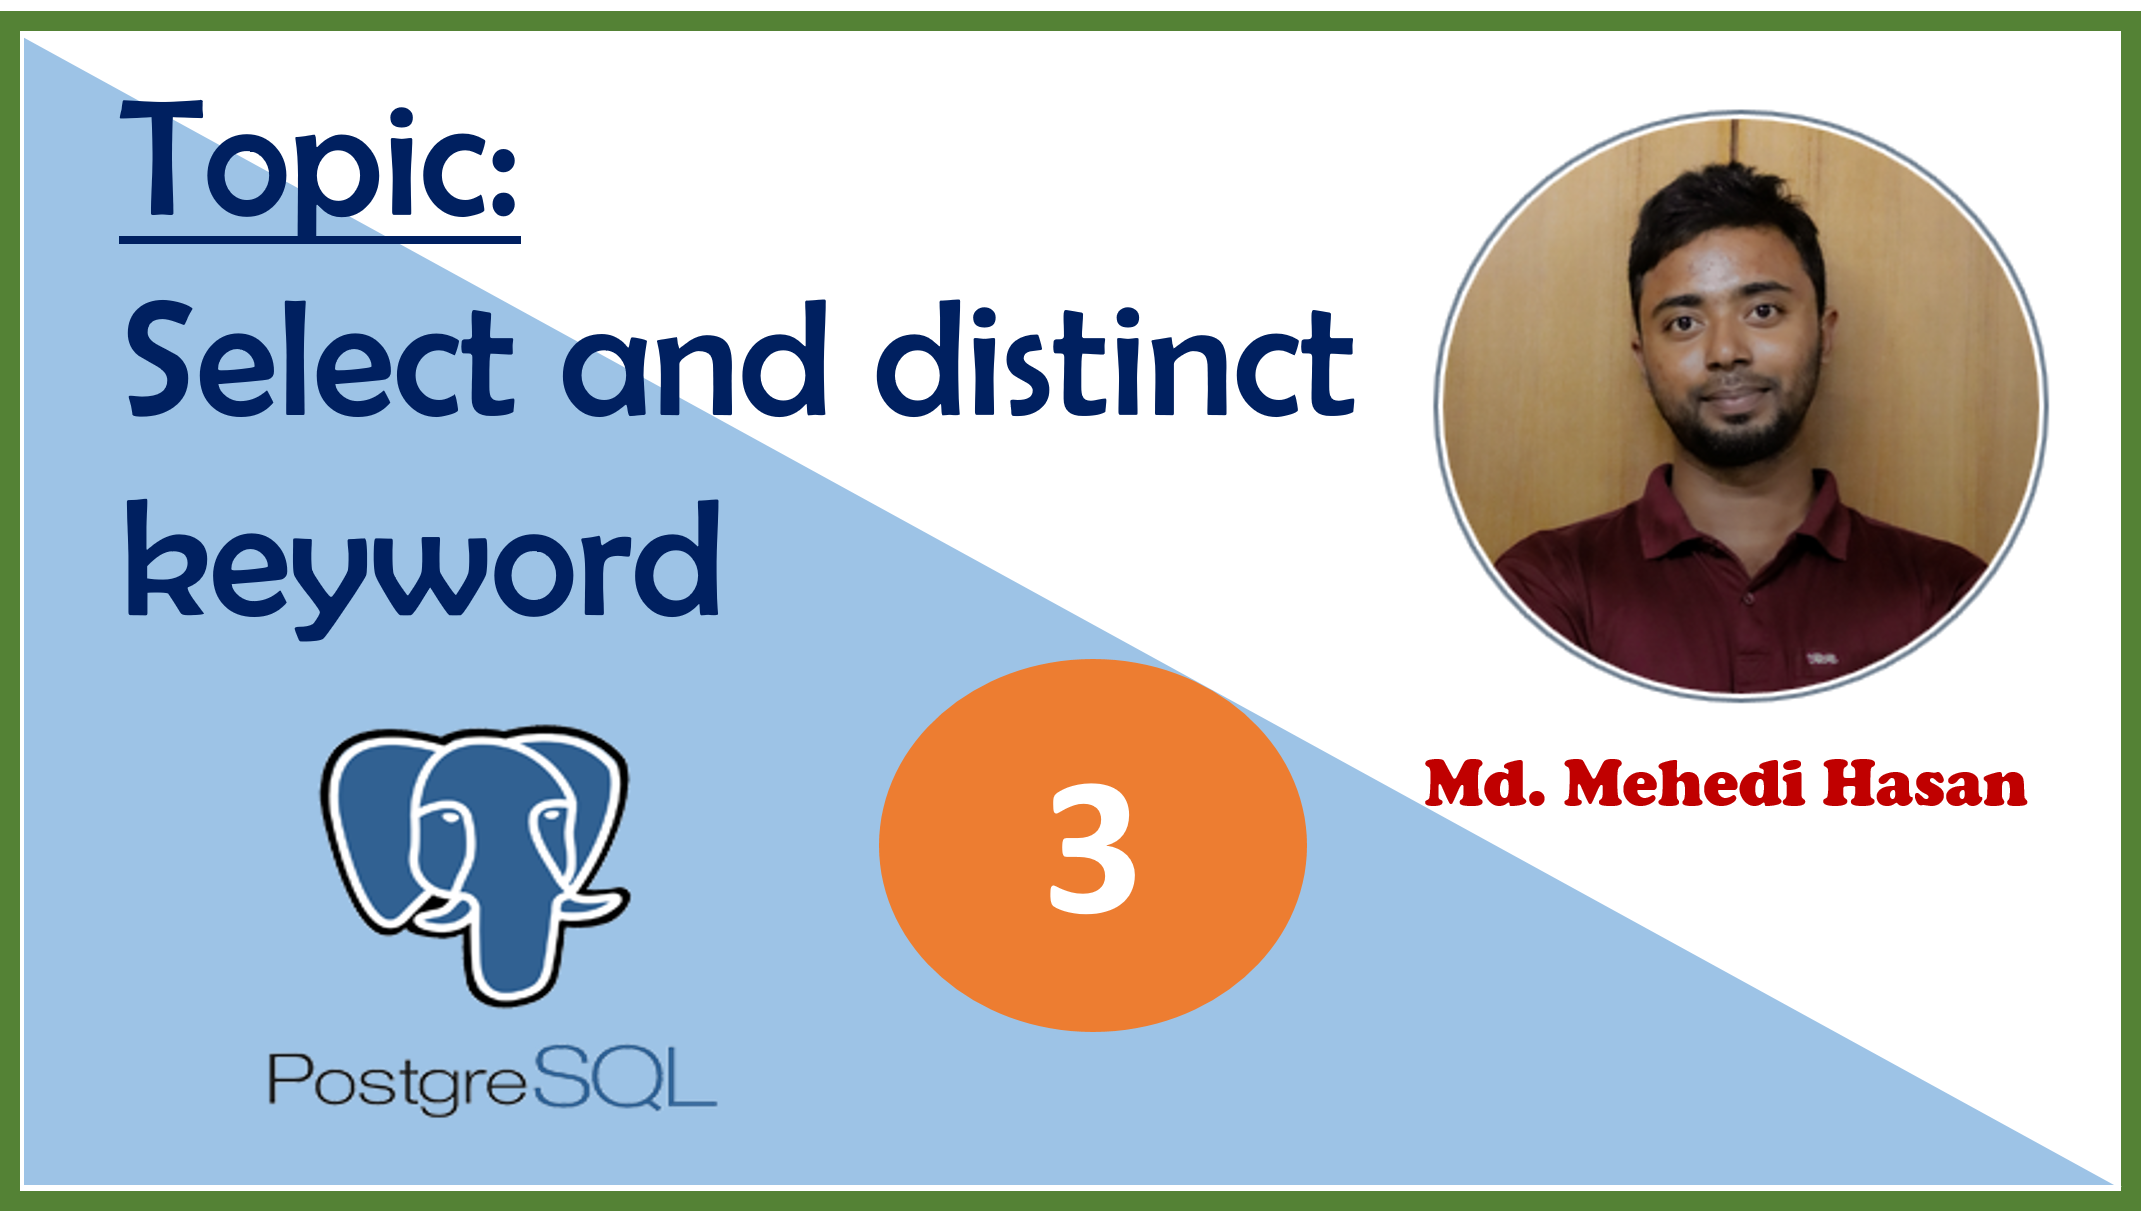 Topic:
Select and distinct
keyword
3
Md. Mehedi Hasan
PostgreSQL